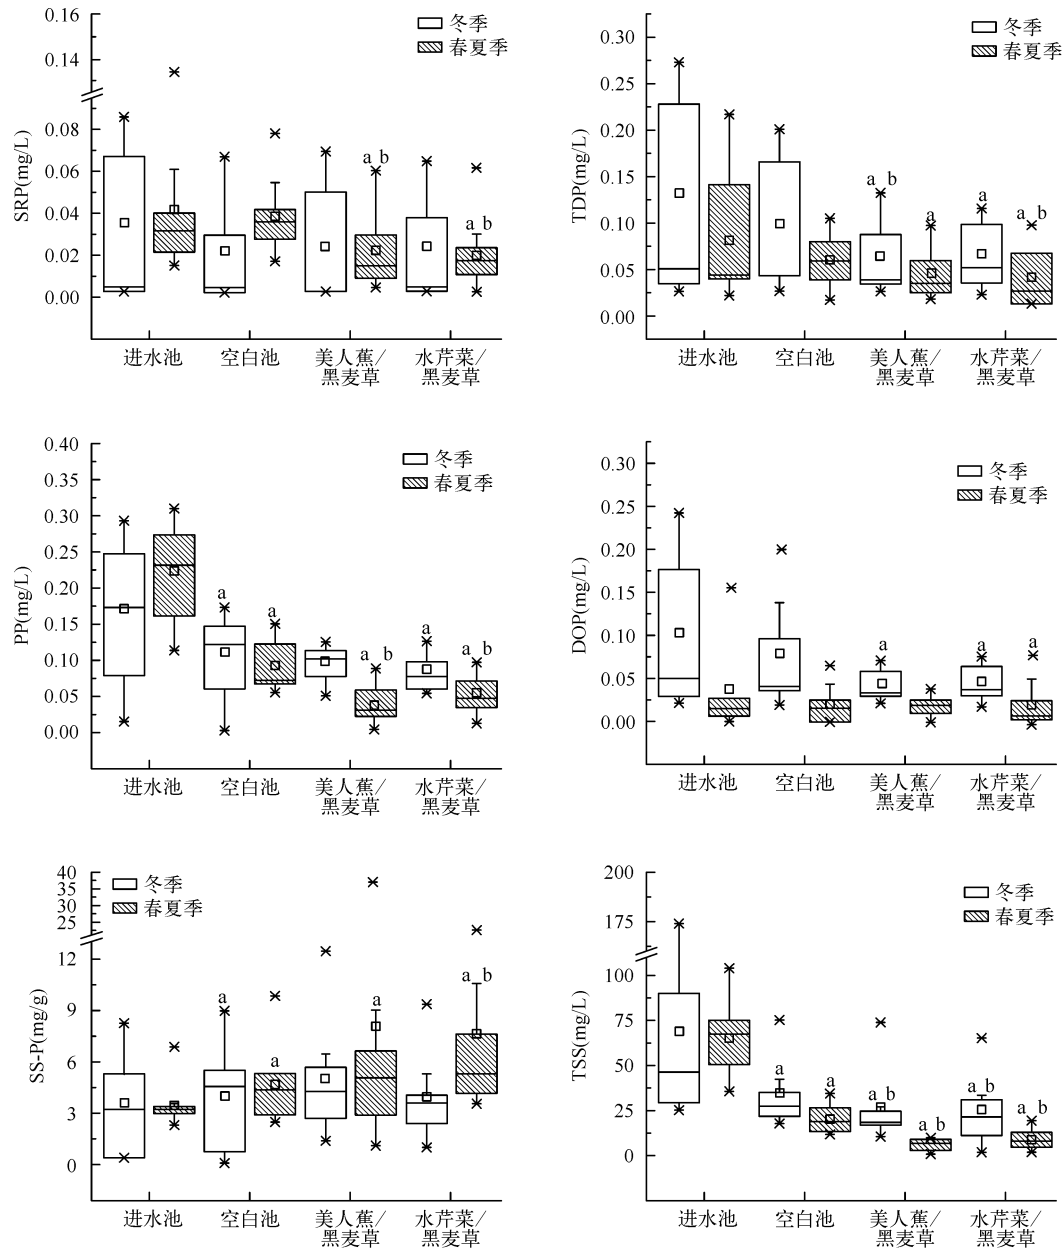 0.16
0.14
0.08
0.06
0.04
0.02
0.00
SRP(mg/L)
冬季
春夏季
a b
a b
进水池
空白池
美人蕉/
黑麦草
水芹菜/
黑麦草
0.30
0.25
0.20
0.15
0.10
0.05
0.00
TDP(mg/L)
冬季
春夏季
a b
a
a
a b
进水池
空白池
美人蕉/
黑麦草
水芹菜/
黑麦草
0.40
0.35
0.30
0.25
0.20
0.15
0.10
0.05
0.00
PP(mg/L)
冬季
春夏季
a
a
a b
a
a b
进水池
空白池
美人蕉/
黑麦草
水芹菜/
黑麦草
0.30
0.25
0.20
0.15
0.10
0.05
0.00
DOP(mg/L)
冬季
春夏季
a
a
a
进水池
空白池
美人蕉/
黑麦草
水芹菜/
黑麦草
40
35
30
25
12
9
6
3
0
SS-P(mg/g)
冬季
春夏季
a
a
a
a b
进水池
空白池
美人蕉/
黑麦草
水芹菜/
黑麦草
200
175
100
75
50
25
0
TSS(mg/L)
冬季
春夏季
a
a
a b
a b
a b
a b
进水池
空白池
美人蕉/
黑麦草
水芹菜/
黑麦草